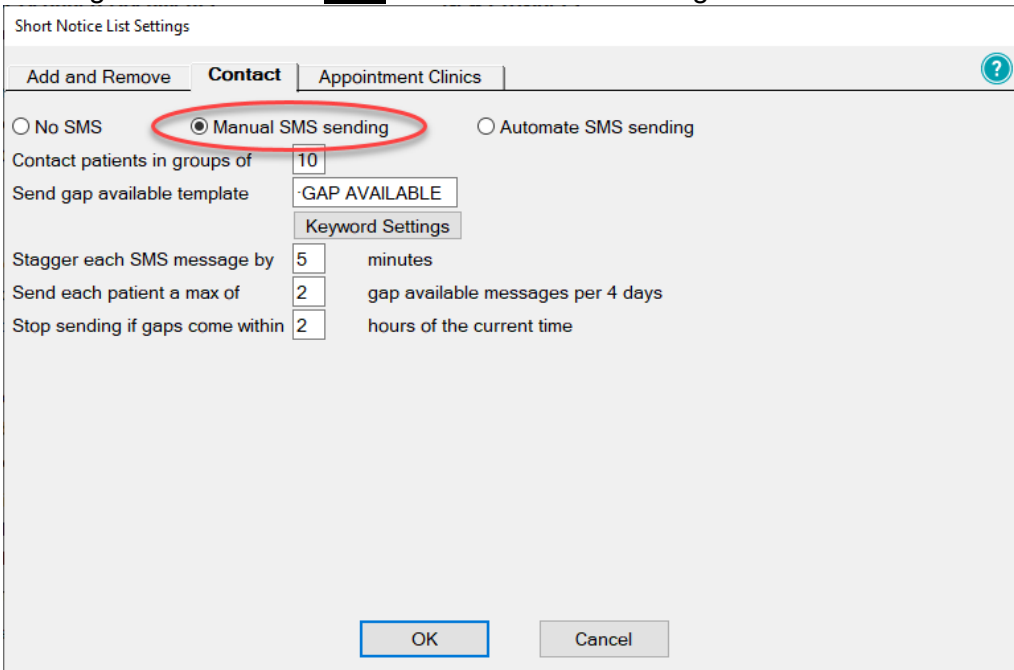 Short Notice List Settings
Add and Remove Contact Appointment Clinics ?
No SMS Manual SMS sending Automate SMS sending
Contact patients in groups of 10
Send gap available template -GAP AVAILABLE
Keyword Settings
Stagger each SMS message by 5 minutes
Send each patient a max of 2 gap available messages per 4 days
Stop sending if gaps come within 2 hours of the current time
OK Cancel